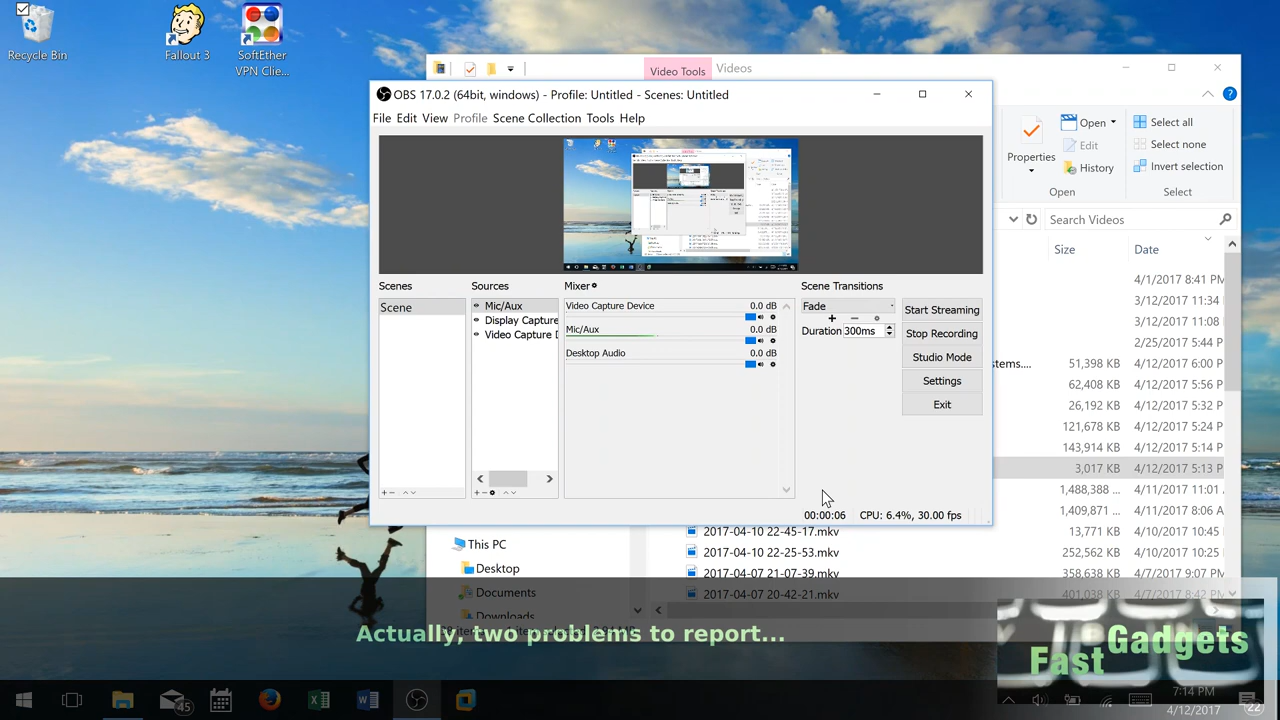 Recycle Bin
Fallout 3
SoftEther
VPN Clie...
Video Tools
Videos
OBS 17.0.2 (64bit, windows) - Profile: Untitled - Scenes: Untitled
File Edit View Profile Scene Collection Tools Help
Properties
Open
Edit
History
Open
Select all
Select none
Invert selection
Select
Search Videos
Size
Date
Scenes
Scene
Sources
Mic/Aux
Display Capture
Video Capture D
Mixer
Video Capture Device 0.0 dB
Mic/Aux 0.0 dB
Desktop Audio 0.0 dB
Scene Transitions
Fade
Duration 300ms
Start Streaming
Stop Recording
Studio Mode
Settings
Exit
00:00:06 CPU: 6.4%, 30.00 fps
4/1/2017 8:41 PM
3/12/2017 11:34
3/12/2017 11:08
2/25/2017 5:44 P
stems.... 51,398 KB 4/12/2017 6:00 P
62,408 KB 4/12/2017 5:56 P
26,192 KB 4/12/2017 5:32 P
121,678 KB 4/12/2017 5:24 P
143,914 KB 4/12/2017 5:14 P
3,017 KB 4/12/2017 5:13 P
1,488,388 ... 4/11/2017 11:01
1,409,871 ... 4/11/2017 8:06 A
2017-04-10 22-45-17.mkv 13,771 KB 4/10/2017 10:45
2017-04-10 22-25-53.mkv 252,562 KB 4/10/2017 10:25
2017-04-07 21-07-39.mkv 358,638 KB 4/7/2017 9:07 P
2017-04-07 20-42-21.mkv 401,038 KB 4/7/2017 8:42 P
This PC
Desktop
Documents
Downloads
Actually, two problems to report...
Fast Gadgets
45
7:14 PM
4/12/2017
22